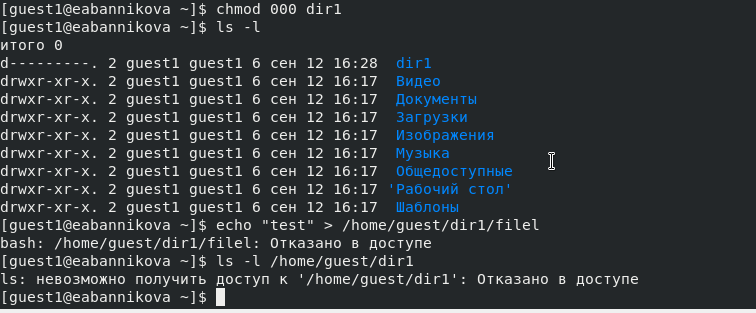 [guest1@eabannikova ~]$ chmod 000 dir1
[guest1@eabannikova ~]$ ls -l
итого 0
d---------. 2 guest1 guest1 6 сен 12 16:28  dir1
drwxr-xr-x. 2 guest1 guest1 6 сен 12 16:17  Видео
drwxr-xr-x. 2 guest1 guest1 6 сен 12 16:17  Документы
drwxr-xr-x. 2 guest1 guest1 6 сен 12 16:17  Загрузки
drwxr-xr-x. 2 guest1 guest1 6 сен 12 16:17  Изображения
drwxr-xr-x. 2 guest1 guest1 6 сен 12 16:17  Музыка
drwxr-xr-x. 2 guest1 guest1 6 сен 12 16:17  Общедоступные
drwxr-xr-x. 2 guest1 guest1 6 сен 12 16:17 'Рабочий стол'
drwxr-xr-x. 2 guest1 guest1 6 сен 12 16:17  Шаблоны
[guest1@eabannikova ~]$ echo "test" > /home/guest/dir1/filel
bash: /home/guest/dir1/filel: Отказано в доступе
[guest1@eabannikova ~]$ ls -l /home/guest/dir1
ls: невозможно получить доступ к '/home/guest/dir1': Отказано в доступе
[guest1@eabannikova ~]$